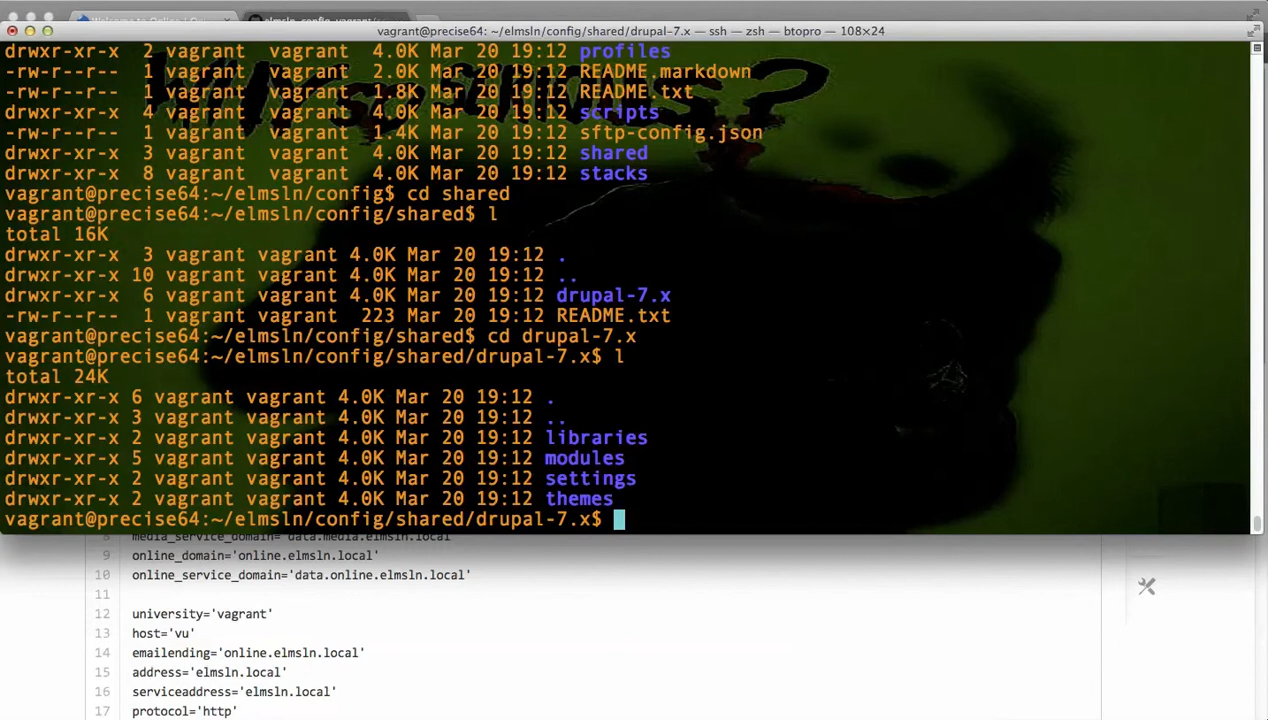 Welcome to Online | O
elmsln_config_vagrant/s
vagrant@precise64: ~/elmsln/config/shared/drupal-7.x — ssh — zsh — btopro — 108×24
drwxr-xr-x  2 vagrant  vagrant  4.0K Mar 20 19:12 profiles
-rw-r--r--  1 vagrant  vagrant  2.0K Mar 20 19:12 README.markdown
-rw-r--r--  1 vagrant  vagrant  1.8K Mar 20 19:12 README.txt
drwxr-xr-x  4 vagrant  vagrant  4.0K Mar 20 19:12 scripts
-rw-r--r--  1 vagrant  vagrant  1.4K Mar 20 19:12 sftp-config.json
drwxr-xr-x  3 vagrant  vagrant  4.0K Mar 20 19:12 shared
drwxr-xr-x  8 vagrant  vagrant  4.0K Mar 20 19:12 stacks
vagrant@precise64:~/elmsln/config$ cd shared
vagrant@precise64:~/elmsln/config/shared$ l
total 16K
drwxr-xr-x  3 vagrant vagrant 4.0K Mar 20 19:12 .
drwxr-xr-x 10 vagrant vagrant 4.0K Mar 20 19:12 ..
drwxr-xr-x  6 vagrant vagrant 4.0K Mar 20 19:12 drupal-7.x
-rw-r--r--  1 vagrant vagrant  223 Mar 20 19:12 README.txt
vagrant@precise64:~/elmsln/config/shared$ cd drupal-7.x
vagrant@precise64:~/elmsln/config/shared/drupal-7.x$ l
total 24K
drwxr-xr-x 6 vagrant vagrant 4.0K Mar 20 19:12 .
drwxr-xr-x 3 vagrant vagrant 4.0K Mar 20 19:12 ..
drwxr-xr-x 2 vagrant vagrant 4.0K Mar 20 19:12 libraries
drwxr-xr-x 5 vagrant vagrant 4.0K Mar 20 19:12 modules
drwxr-xr-x 2 vagrant vagrant 4.0K Mar 20 19:12 settings
drwxr-xr-x 2 vagrant vagrant 4.0K Mar 20 19:12 themes
vagrant@precise64:~/elmsln/config/shared/drupal-7.x$
8 media_service_domain='data.media.elmsln.local'
9 online_domain='online.elmsln.local'
10 online_service_domain='data.online.elmsln.local'
11
12 university='vagrant'
13 host='vu'
14 emailending='online.elmsln.local'
15 address='elmsln.local'
16 serviceaddress='elmsln.local'
17 protocol='http'